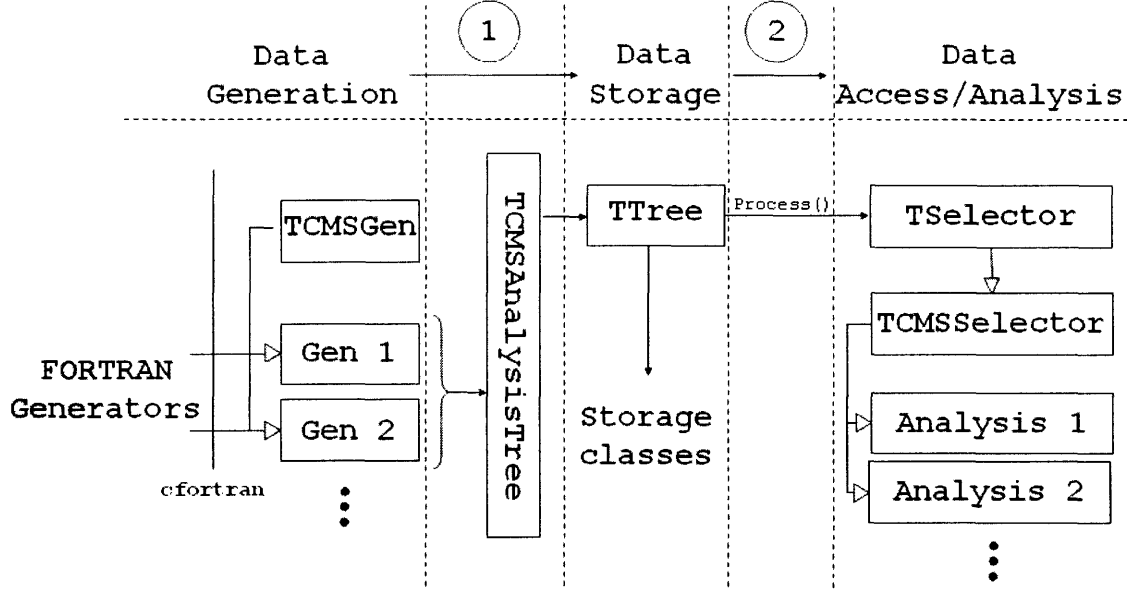 1
2
Data
Generation
Data
Storage
Data
Access/Analysis
TCMSGen
Gen 1
Gen 2
FORTRAN
Generators
cfortran
TCMSAnalysisTree
TTree
Storage
classes
Process()
TSelector
TCMSSelector
Analysis 1
Analysis 2